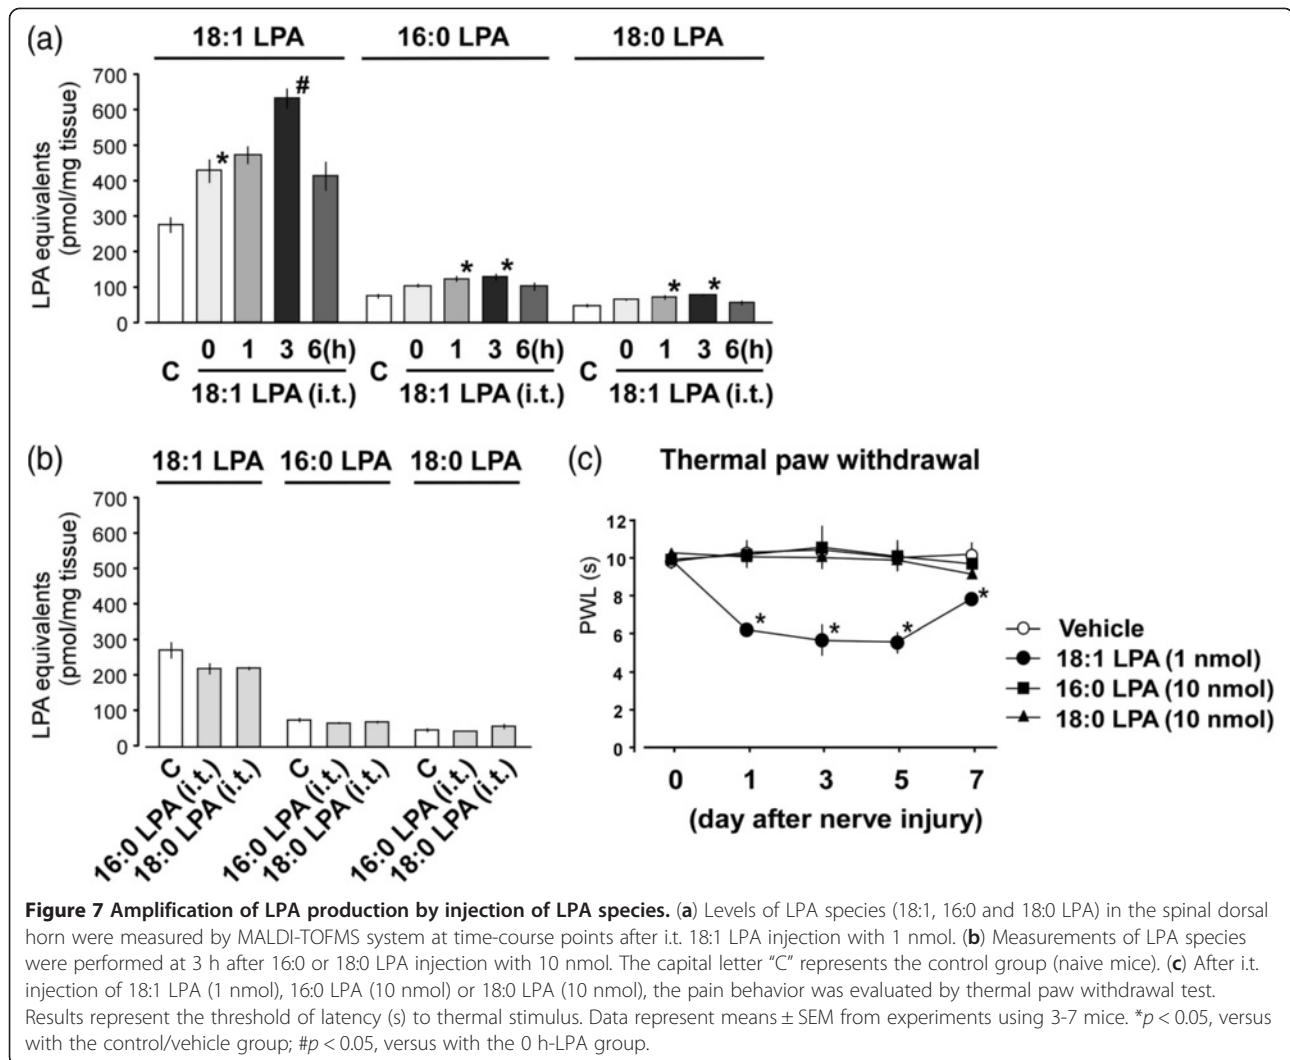 (a)
18:1 LPA 16:0 LPA 18:0 LPA
LPA equivalents
(pmol/mg tissue)
700
600
500
400
300
200
100
0
* # * * * *
C 0 1 3 6(h) C 0 1 3 6(h) C 0 1 3 6(h)
18:1 LPA (i.t.) 18:1 LPA (i.t.) 18:1 LPA (i.t.)
(b)
18:1 LPA 16:0 LPA 18:0 LPA
LPA equivalents
(pmol/mg tissue)
700
600
500
400
300
200
100
0
C 16:0 LPA (i.t.) 18:0 LPA (i.t.) C 16:0 LPA (i.t.) 18:0 LPA (i.t.) C 16:0 LPA (i.t.) 18:0 LPA (i.t.)
(c) Thermal paw withdrawal
PWL (s)
12
10
8
6
4
2
0
* * * *
0 1 3 5 7
(day after nerve injury)
Vehicle
18:1 LPA (1 nmol)
16:0 LPA (10 nmol)
18:0 LPA (10 nmol)
Figure 7 Amplification of LPA production by injection of LPA species. (a) Levels of LPA species (18:1, 16:0 and 18:0 LPA) in the spinal dorsal
horn were measured by MALDI-TOFMS system at time-course points after i.t. 18:1 LPA injection with 1 nmol. (b) Measurements of LPA species
were performed at 3 h after 16:0 or 18:0 LPA injection with 10 nmol. The capital letter “C” represents the control group (naive mice). (c) After i.t.
injection of 18:1 LPA (1 nmol), 16:0 LPA (10 nmol) or 18:0 LPA (10 nmol), the pain behavior was evaluated by thermal paw withdrawal test.
Results represent the threshold of latency (s) to thermal stimulus. Data represent means ± SEM from experiments using 3-7 mice. *p < 0.05, versus
with the control/vehicle group; #p < 0.05, versus with the 0 h-LPA group.